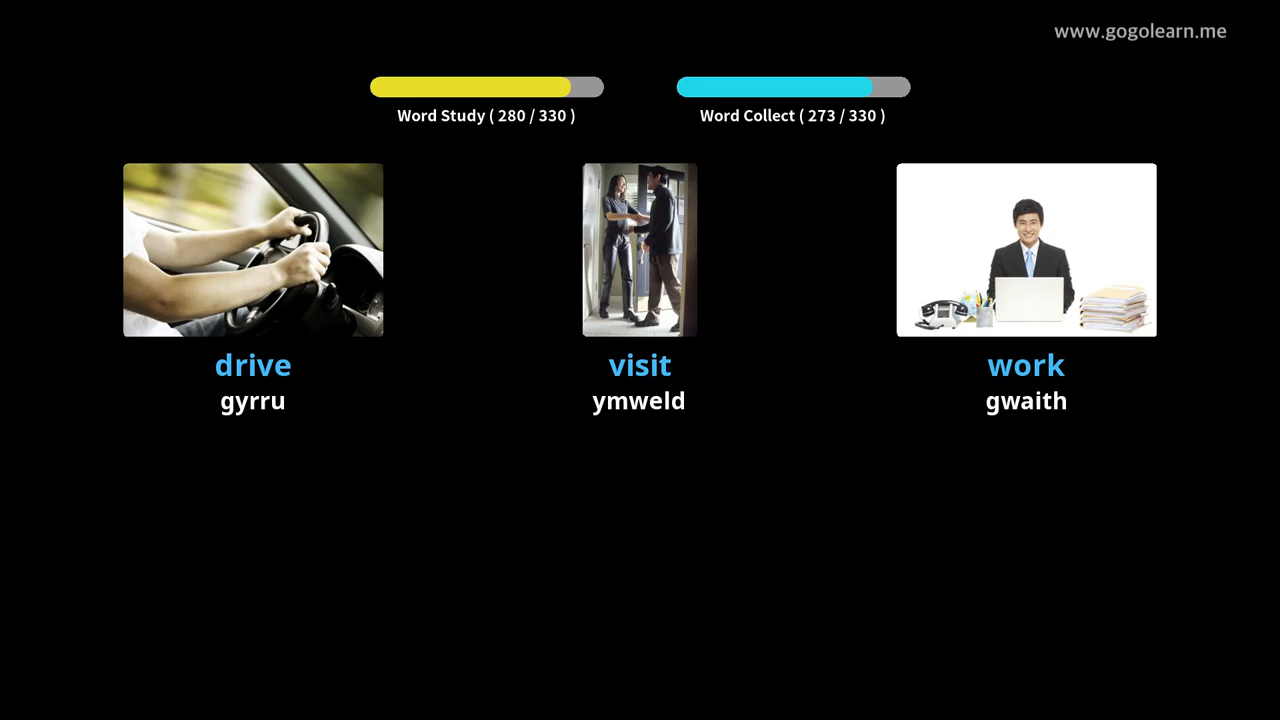 www.gogolearn.me
Word Study ( 280 / 330 )
Word Collect ( 273 / 330 )
drive
gyrru
visit
ymweld
work
gwaith